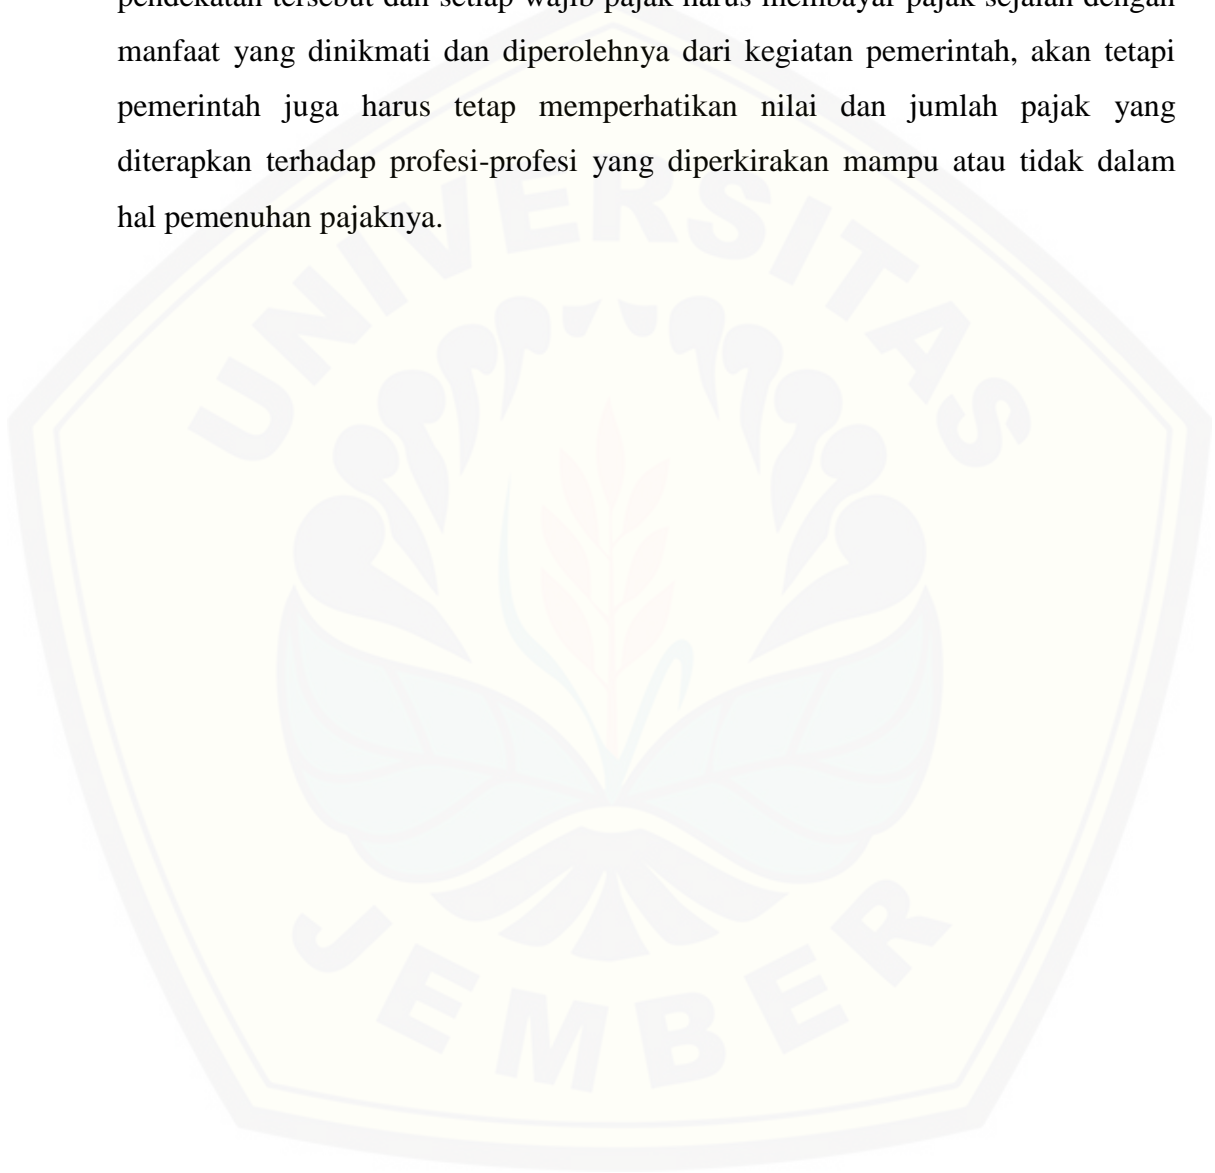 pendekatan tersebut dan setiap wajib pajak harus membayar pajak sejalan dengan
manfaat yang dinikmati dan diperolehnya dari kegiatan pemerintah, akan tetapi
pemerintah juga harus tetap memperhatikan nilai dan jumlah pajak yang
diterapkan terhadap profesi-profesi yang diperkirakan mampu atau tidak dalam
hal pemenuhan pajaknya.
UNIVERSITAS
JEMBER